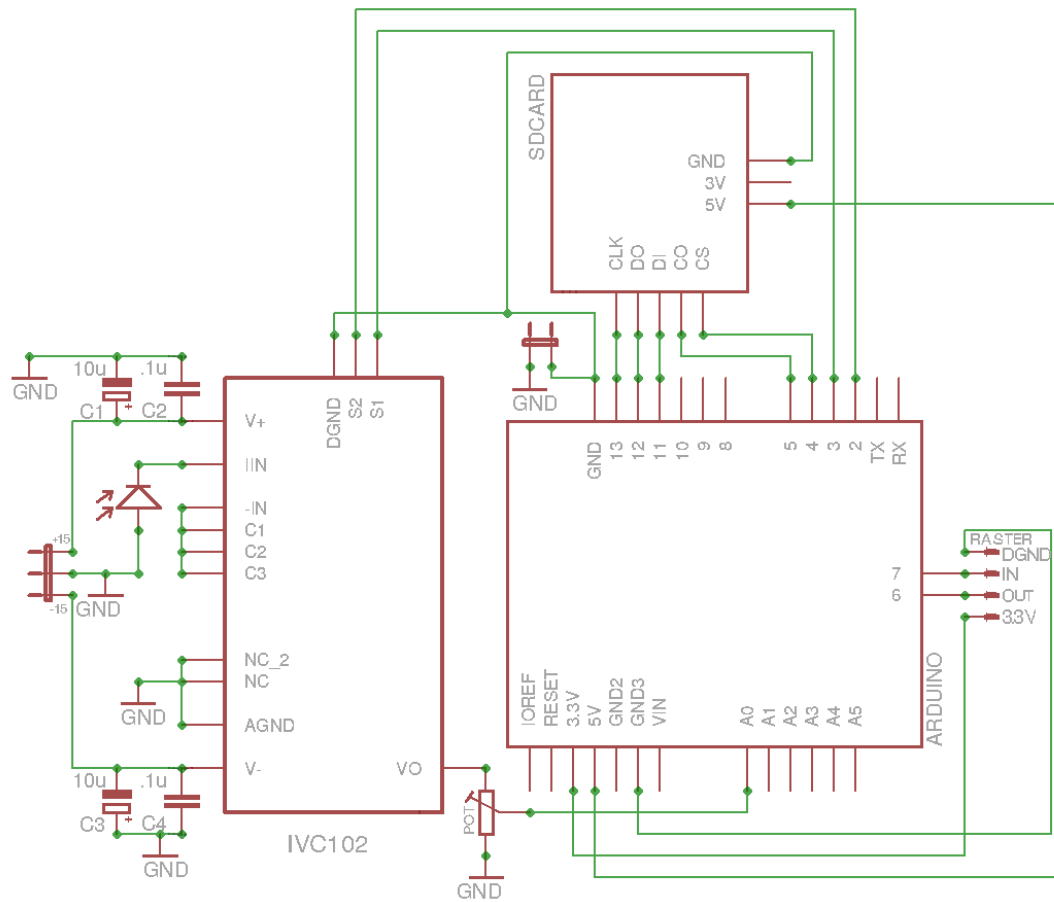 SDCARD
GND
3V
5V
CLK
DO
DI
CO
CS
10u
.1u
GND
C1
C2
DGND
S2
S1
GND
V+
IIN
-IN
C1
C2
C3
NC_2
NC
AGND
V-
VO
IVC102
+15
-15
GND
GND
10u
.1u
C3
C4
GND
POT
GND
GND
13
12
11
10
9
8
5
4
3
2
TX
RX
7
6
RASTER
DGND
IN
OUT
3.3V
IOREF
RESET
3.3V
5V
GND2
GND3
VIN
A0
A1
A2
A3
A4
A5
ARDUINO